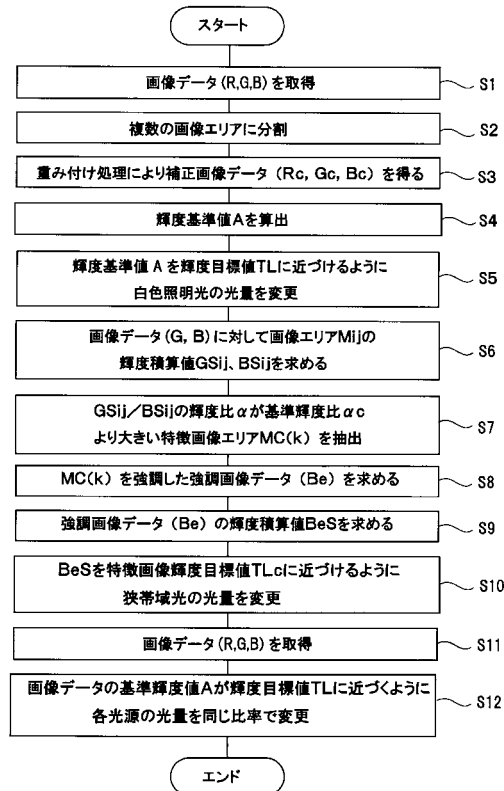 スタート
画像データ(R,G,B)を取得
S1
複数の画像エリアに分割
S2
重み付け処理により補正画像データ(Rc, Gc, Bc)を得る
S3
輝度基準値Aを算出
S4
輝度基準値Aを輝度目標値TLに近づけるように
白色照明光の光量を変更
S5
画像データ(G, B)に対して画像エリアMijの
輝度積算値GSij、BSijを求める
S6
GSij/BSijの輝度比αが基準輝度比αc
より大きい特徴画像エリアMC(k)を抽出
S7
MC(k)を強調した強調画像データ(Be)を求める
S8
強調画像データ(Be)の輝度積算値BeSを求める
S9
BeSを特徴画像輝度目標値TLcに近づけるように
狭帯域光の光量を変更
S10
画像データ(R,G,B)を取得
S11
画像データの基準輝度値Aが輝度目標値TLに近づくように
各光源の光量を同じ比率で変更
S12
エンド